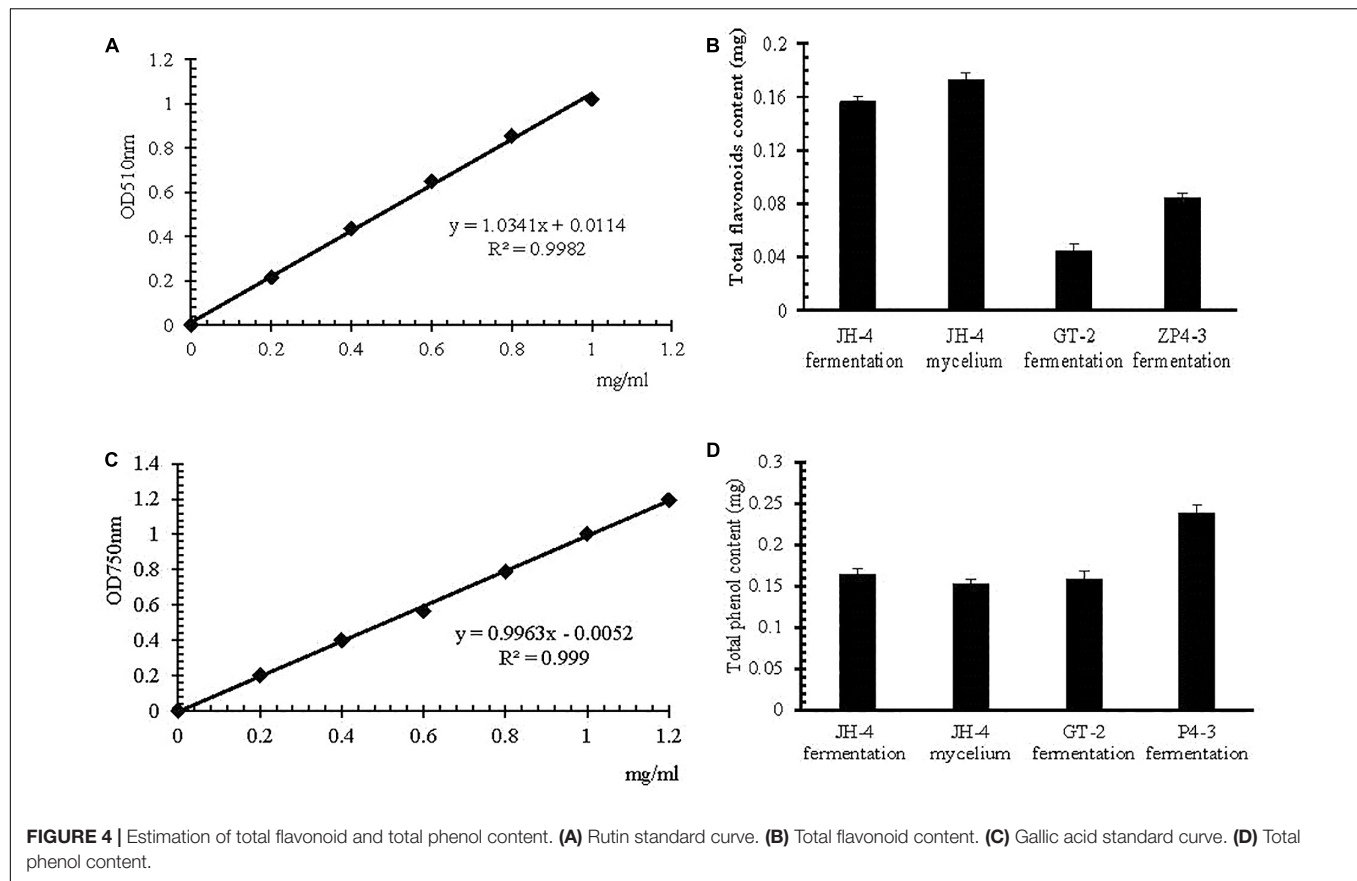 A
1.2
1
0.8
0.6
0.4
0.2
0
OD510nm
y = 1.0341x + 0.0114
R² = 0.9982
0 0.2 0.4 0.6 0.8 1 1.2
mg/ml
B
0.2
0.16
0.12
0.08
0.04
0
Total flavonoids content (mg)
JH-4 JH-4 GT-2 ZP4-3
fermentation mycelium fermentation fermentation
C
1.4
1.2
1
0.8
0.6
0.4
0.2
0
OD750nm
y = 0.9963x - 0.0052
R² = 0.999
0 0.2 0.4 0.6 0.8 1 1.2
mg/ml
D
0.3
0.25
0.2
0.15
0.1
0.05
0
Total phenol content (mg)
JH-4 JH-4 GT-2 P4-3
fermentation mycelium fermentation fermentation
FIGURE 4 | Estimation of total flavonoid and total phenol content. (A) Rutin standard curve. (B) Total flavonoid content. (C) Gallic acid standard curve. (D) Total
phenol content.